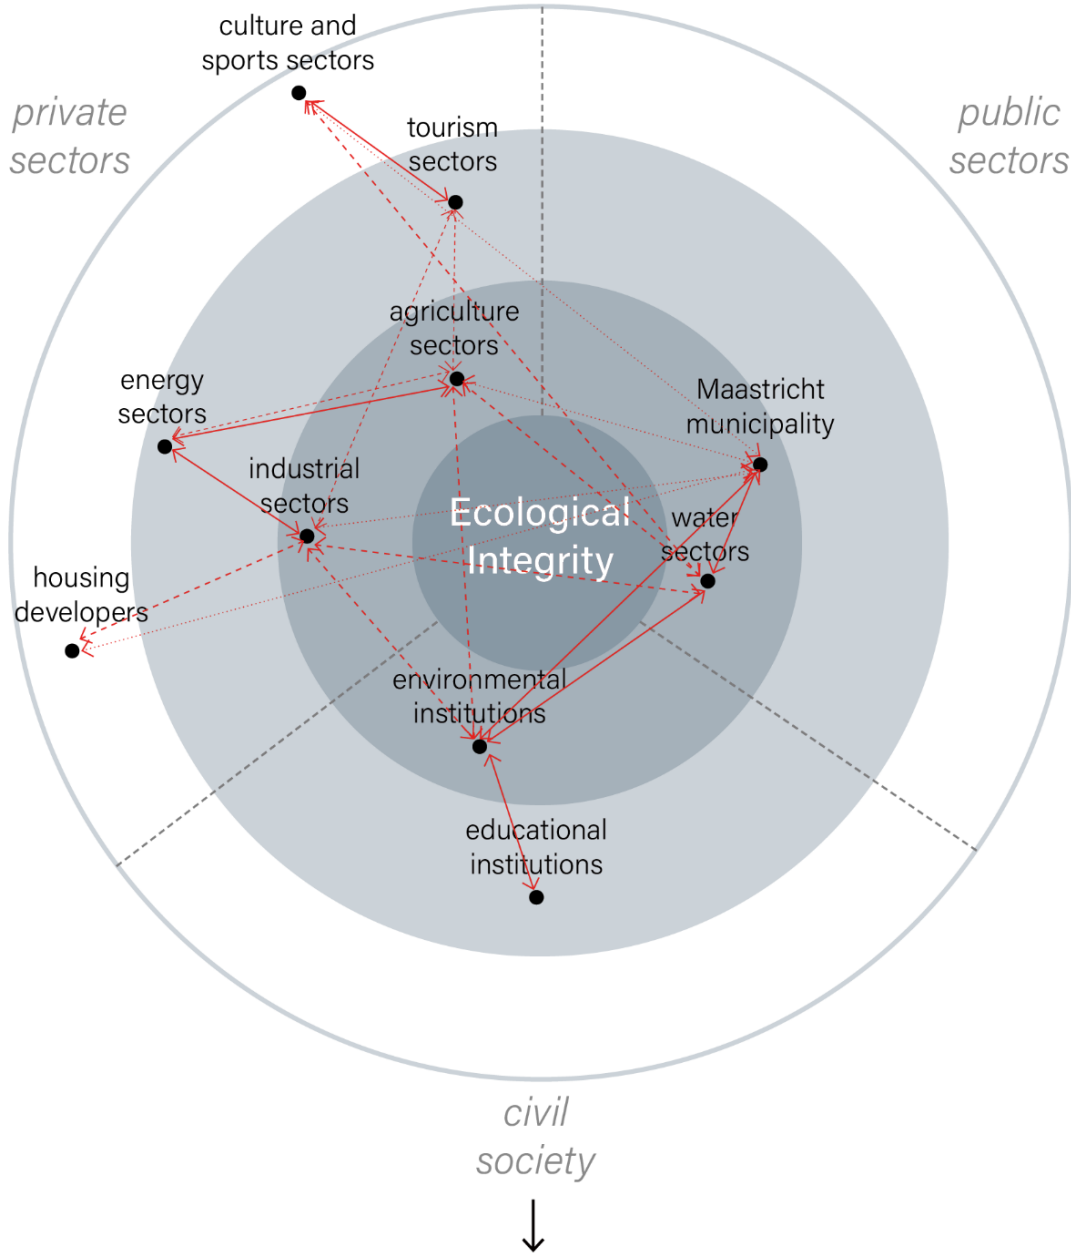 culture and
sports sectors
private
sectors
public
sectors
tourism
sectors
agriculture
sectors
energy
sectors
Maastricht
municipality
industrial
sectors
Ecological
Integrity
water
sectors
housing
developers
environmental
institutions
educational
institutions
civil
society